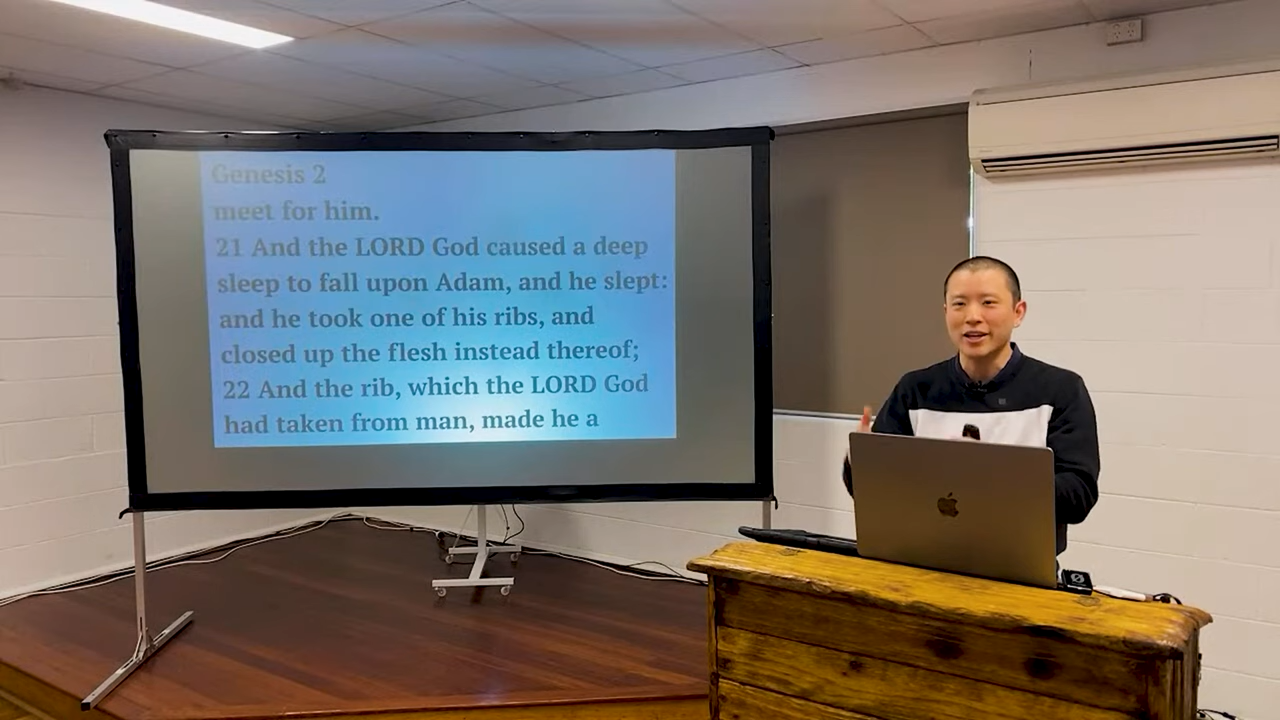 Genesis 2
meet for him.
21 And the LORD God caused a deep
sleep to fall upon Adam, and he slept:
and he took one of his ribs, and
closed up the flesh instead thereof;
22 And the rib, which the LORD God
had taken from man, made he a